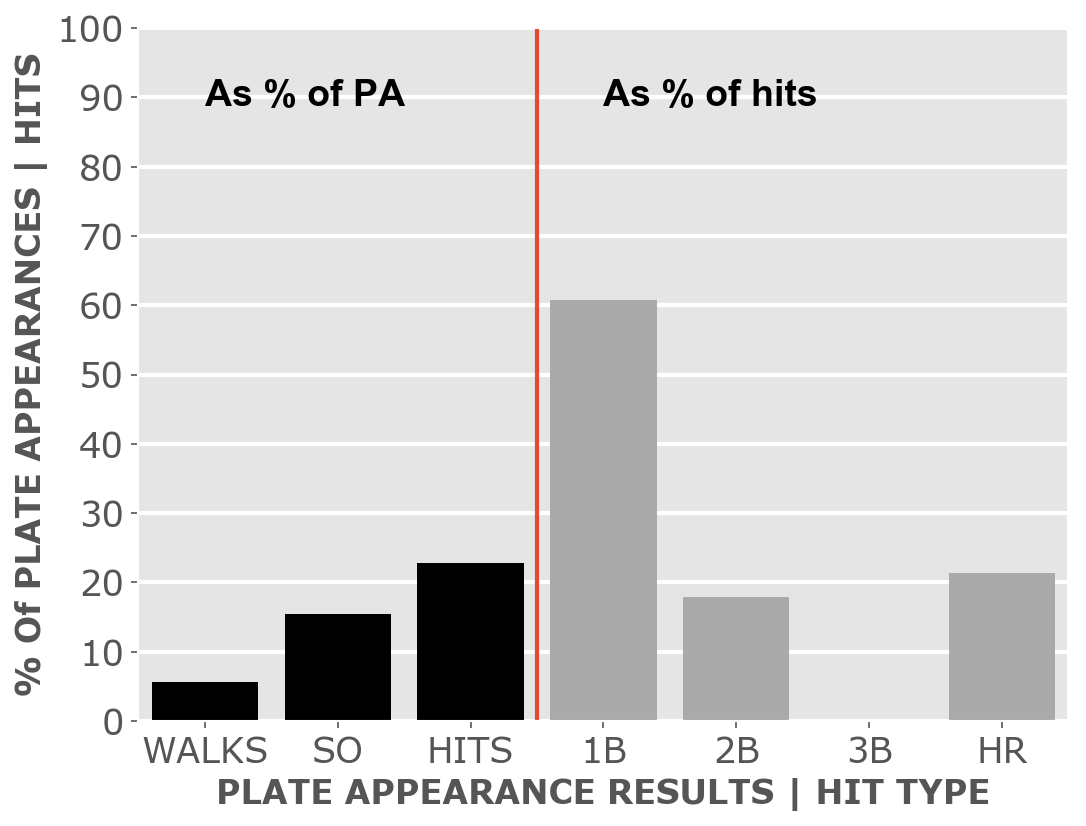 % Of PLATE APPEARANCES | HITS
100
90
80
70
60
50
40
30
20
10
0
As % of PA
As % of hits
WALKS SO HITS 1B 2B 3B HR
PLATE APPEARANCE RESULTS | HIT TYPE